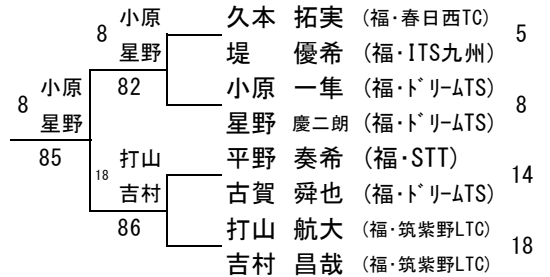 久本 拓実 (福・春日西TC) 5
堤 優希 (福・ITS九州)
8 小原 星野 82
小原 一隼 (福・ドリームTS) 8
星野 慶二朗 (福・ドリームTS)
8 小原 星野 85
平野 奏希 (福・STT) 14
古賀 舜也 (福・ドリームTS)
18 打山 吉村 86
打山 航大 (福・筑紫野LTC) 18
吉村 昌哉 (福・筑紫野LTC)